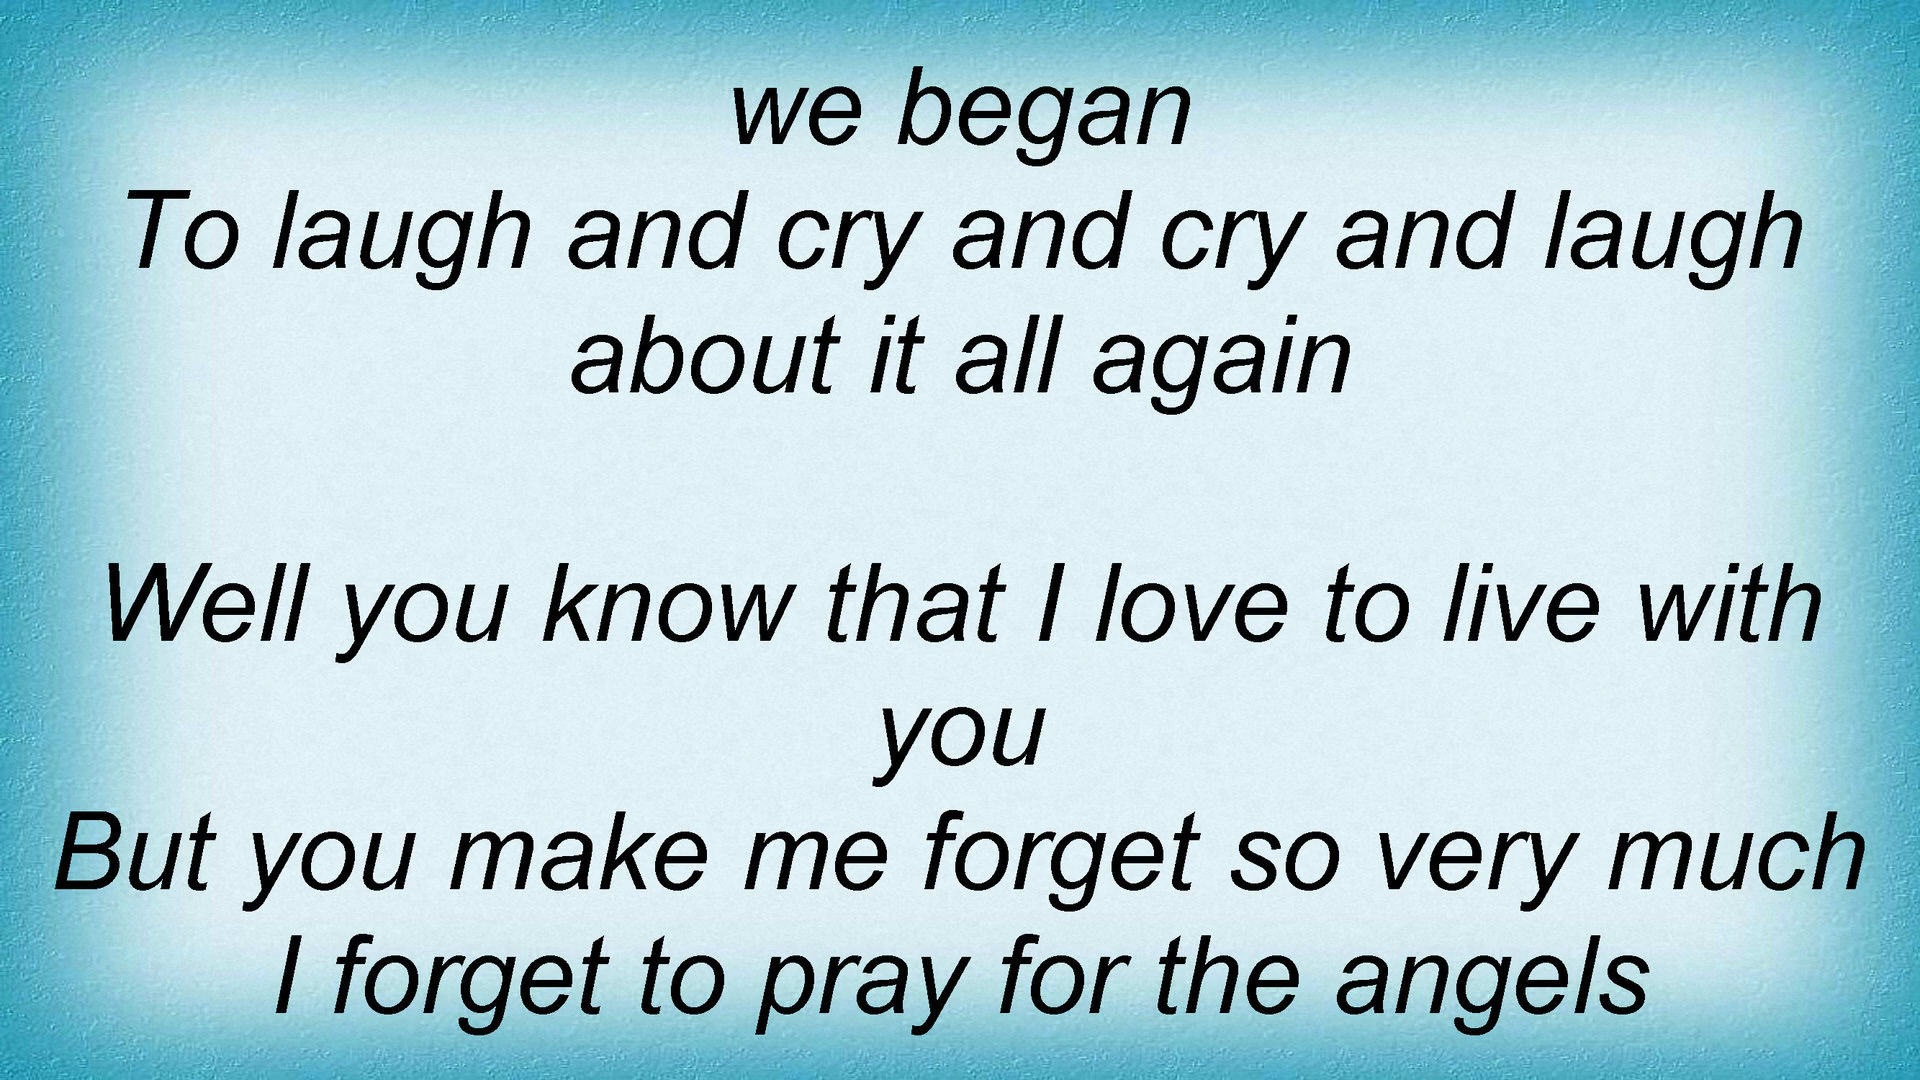 we began
To laugh and cry and cry and laugh
about it all again
Well you know that I love to live with
you
But you make me forget so very much
I forget to pray for the angels